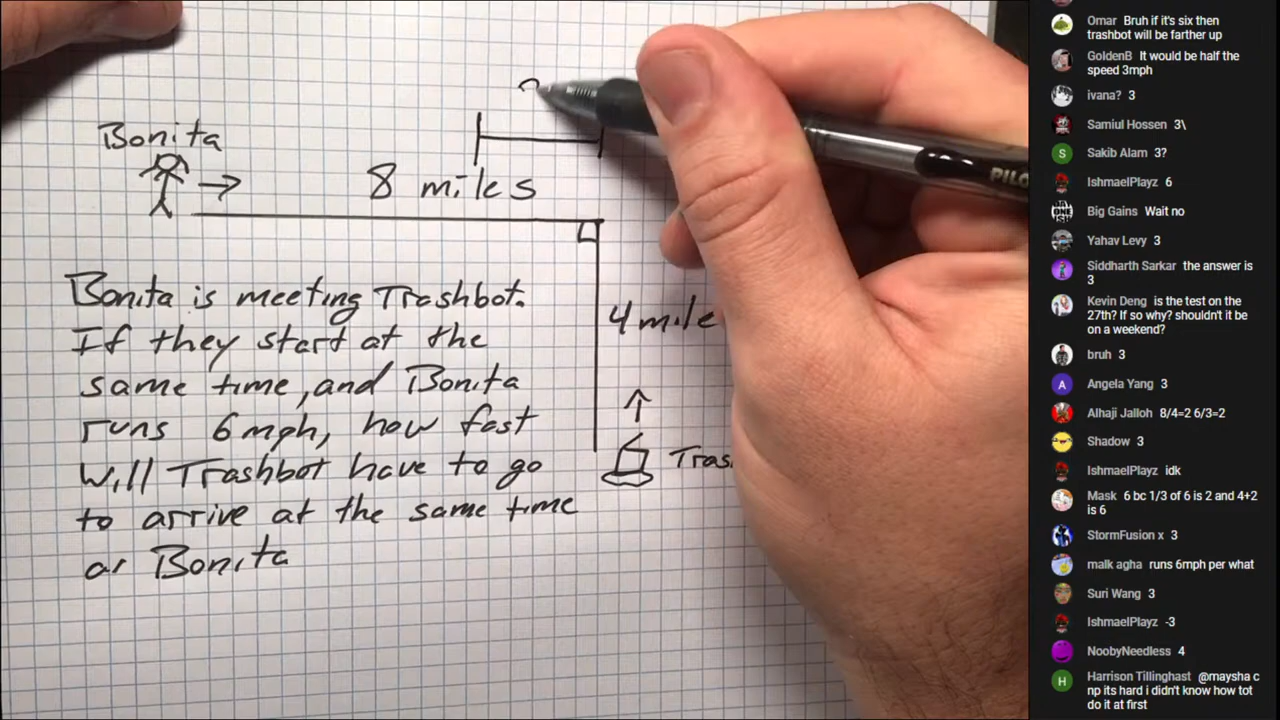 Bonita
8 miles
4 mile
Bonita is meeting Trashbot.
If they start at the
same time, and Bonita
runs 6mph, how fast
will Trashbot have to go
to arrive at the same time
as Bonita
Tras
PILO
Omar Bruh if it's six then
trashbot will be farther up
GoldenB It would be half the
speed 3mph
ivana? 3
Samiul Hossen 3\
S Sakib Alam 3?
IshmaelPlayz 6
Big Gains Wait no
Yahav Levy 3
Siddharth Sarkar the answer is
3
Kevin Deng is the test on the
27th? If so why? shouldn't it be
on a weekend?
bruh 3
A Angela Yang 3
Alhaji Jalloh 8/4=2 6/3=2
Shadow 3
IshmaelPlayz idk
Mask 6 bc 1/3 of 6 is 2 and 4+2
is 6
StormFusion x 3
malk agha runs 6mph per what
Suri Wang 3
IshmaelPlayz -3
NoobyNeedless 4
H Harrison Tillinghast @maysha c
np its hard i didn't know how tot
do it at first